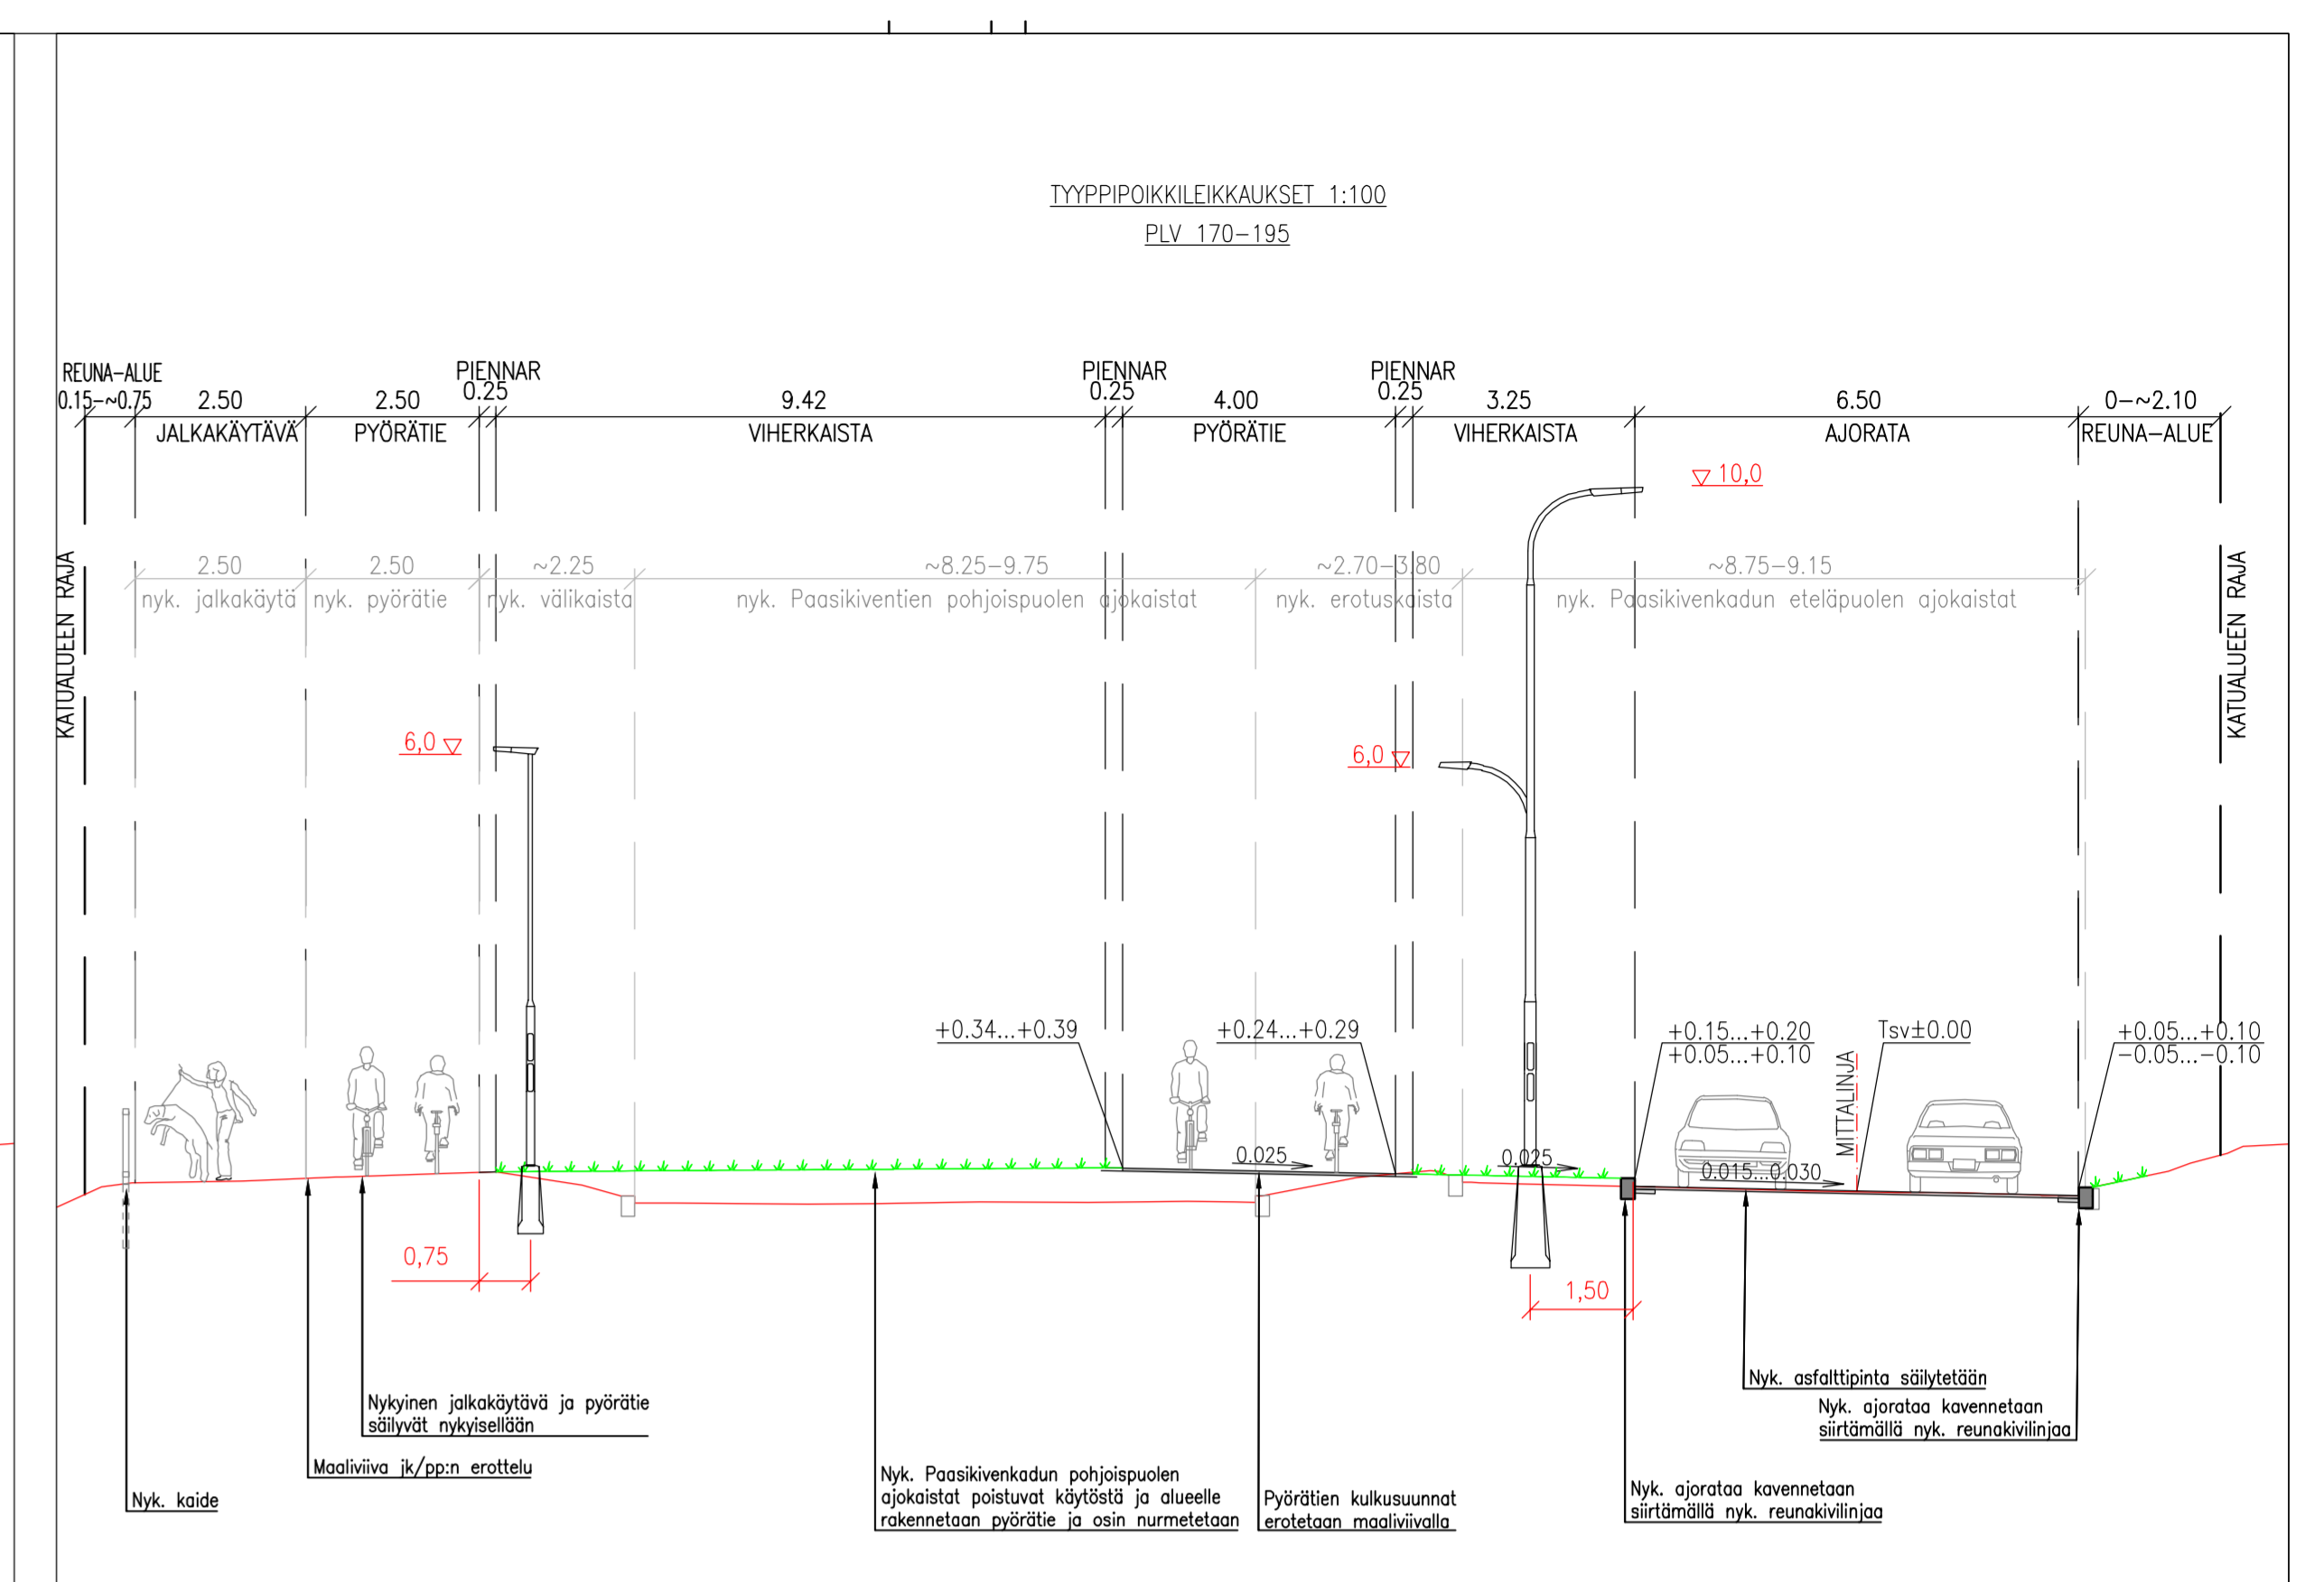 TYYPPIPOIKKILEIKKAUKSET 1:100
PLV 170-195
REUNA-ALUE PIENNAR PIENNAR PIENNAR
0.15-~0.75 2.50 2.50 0.25 9.42 0.25 4.00 0.25 3.25 6.50 0-~2.10
JALKAKÄYTÄVÄ PYÖRÄTIE VIHERKAISTA PYÖRÄTIE VIHERKAISTA AJORATA REUNA-ALUE
10,0
2.50 2.50 ~2.25 ~8.25-9.75 ~2.70-3.80 ~8.75-9.15
nyk. jalkakäytä nyk. pyörätie nyk. välikaista nyk. Paasikiventien pohjoispuolen ajokaistat nyk. erotuskaista nyk. Paasikivenkadun eteläpuolen ajokaistat
KATUALUEEN RAJA
KATUALUEEN RAJA
6,0
6,0
+0.34...+0.39 +0.24...+0.29 +0.15...+0.20 Tsv±0.00 +0.05...+0.10
+0.05...+0.10 -0.05...-0.10
MITTALINJA
0.025 0.025 0.015...0.030
0,75
1,50
Nyk. asfalttipinta säilytetään
Nyk. ajorataa kavennetaan
siirtämällä nyk. reunakivilinjaa
Nykyinen jalkakäytävä ja pyörätie
säilyvät nykyisellään
Maaliviiva jk/pp:n erottelu
Nyk. kaide
Nyk. Paasikivenkadun pohjoispuolen
ajokaistat poistuvat käytöstä ja alueelle
rakennetaan pyörätie ja osin nurmetetaan
Pyörätien kulkusuunnat
erotetaan maaliviivalla
Nyk. ajorataa kavennetaan
siirtämällä nyk. reunakivilinjaa